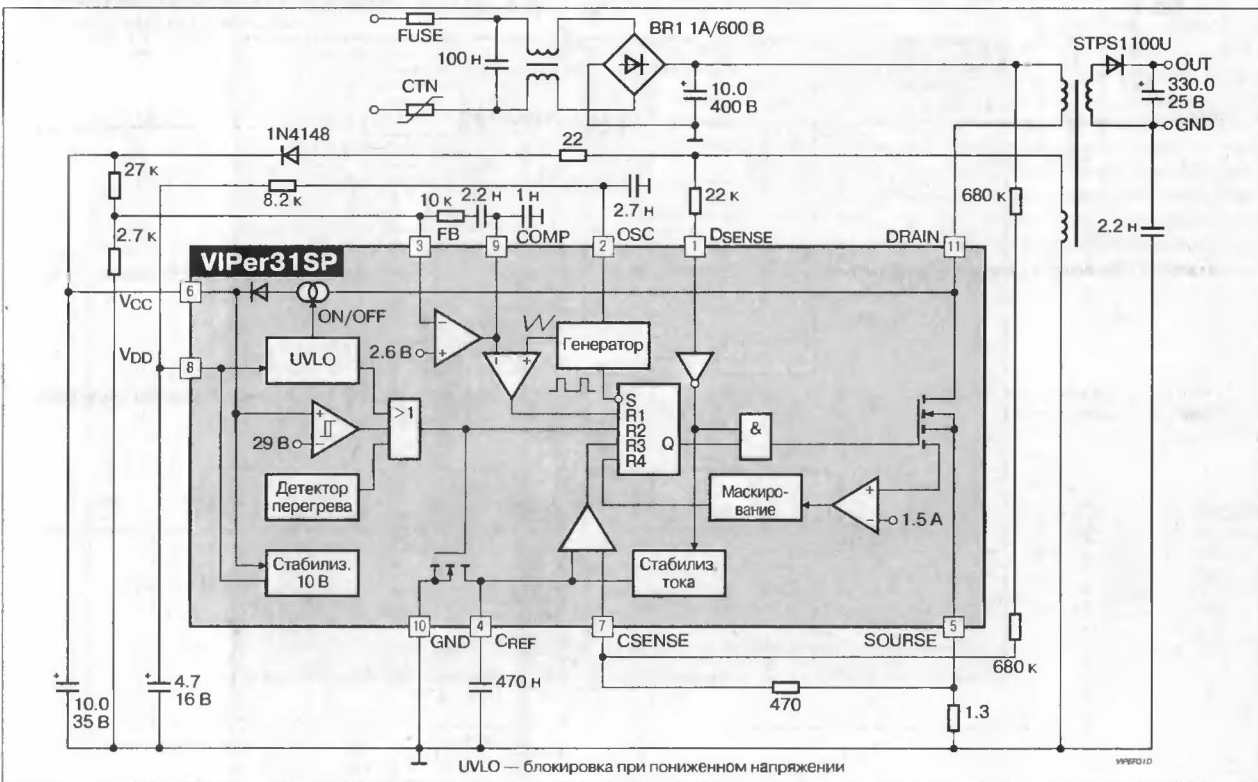 FUSE
BR1 1A/600 В
STPS1100U
100 н
OUT
330.0
25 В
GND
CTN
10.0
400 В
1N4148
22
27 к
8.2 к
22 к
680 к
2.7 н
10 к
2.2 н
1 н
2.7 к
2.2 н
FB
COMP
OSC
DSENSE
DRAIN
3
9
2
1
11
VIPer31SP
6
VCC
ON/OFF
VDD
8
UVLO
2.6 В
Генератор
>1
S
R1
R2
R3
R4
Q
&
29 В
Детектор
перегрева
Маскиро-
вание
1.5 А
Стабилиз.
10 В
Стабилиз.
тока
10
GND
4
CREF
7
CSENSE
SOURSE
5
680 к
4.7
16 В
470 н
470
10.0
35 В
1.3
UVLO — блокировка при пониженном напряжении
VIPER31D